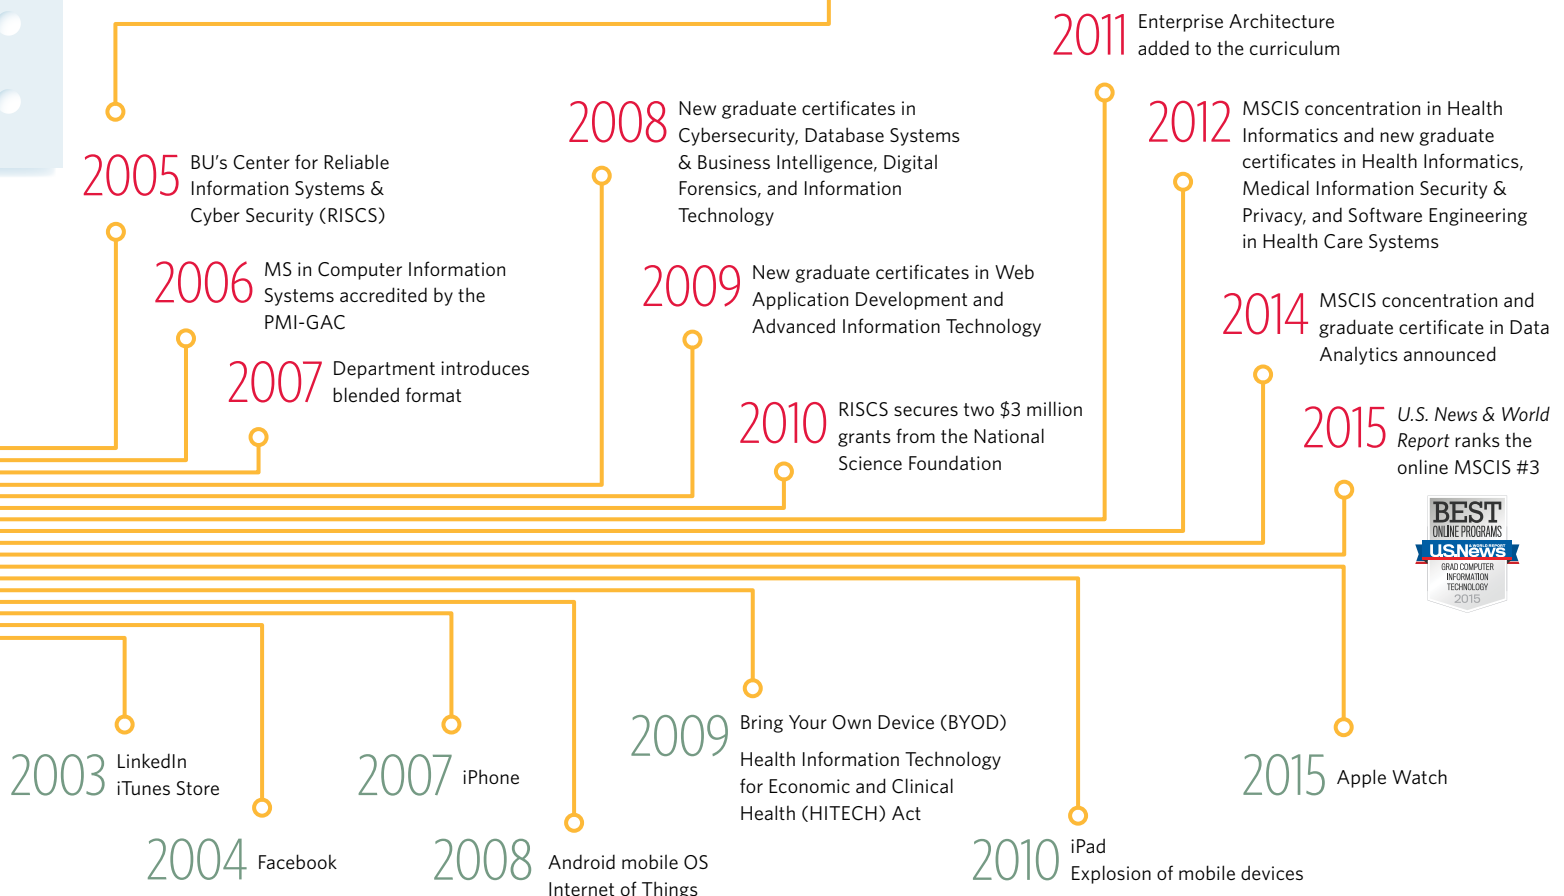 2011 Enterprise Architecture
added to the curriculum
2005 BU's Center for Reliable
Information Systems &
Cyber Security (RISCS)
2008 New graduate certificates in
Cybersecurity, Database Systems
& Business Intelligence, Digital
Forensics, and Information
Technology
2012 MSCIS concentration in Health
Informatics and new graduate
certificates in Health Informatics,
Medical Information Security &
Privacy, and Software Engineering
in Health Care Systems
2006 MS in Computer Information
Systems accredited by the
PMI-GAC
2009 New graduate certificates in Web
Application Development and
Advanced Information Technology
2014 MSCIS concentration and
graduate certificate in Data
Analytics announced
2007 Department introduces
blended format
2010 RISCS secures two $3 million
grants from the National
Science Foundation
2015 U.S. News & World
Report ranks the
online MSCIS #3
BEST
ONLINE PROGRAMS
U.S.News
& WORLD REPORT
GRAD COMPUTER
INFORMATION
TECHNOLOGY
2015
2003 LinkedIn
iTunes Store
2004 Facebook
2007 iPhone
2008 Android mobile OS
Internet of Things
2009 Bring Your Own Device (BYOD)
Health Information Technology
for Economic and Clinical
Health (HITECH) Act
2010 iPad
Explosion of mobile devices
2015 Apple Watch